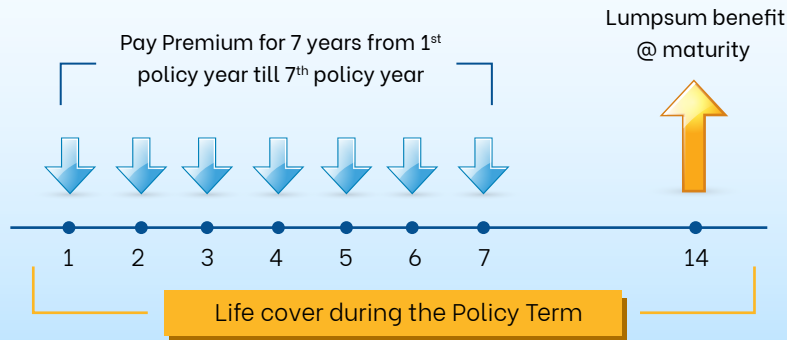 Lumpsum benefit
@ maturity
Pay Premium for 7 years from 1st
policy year till 7th policy year
1 2 3 4 5 6 7 14
Life cover during the Policy Term